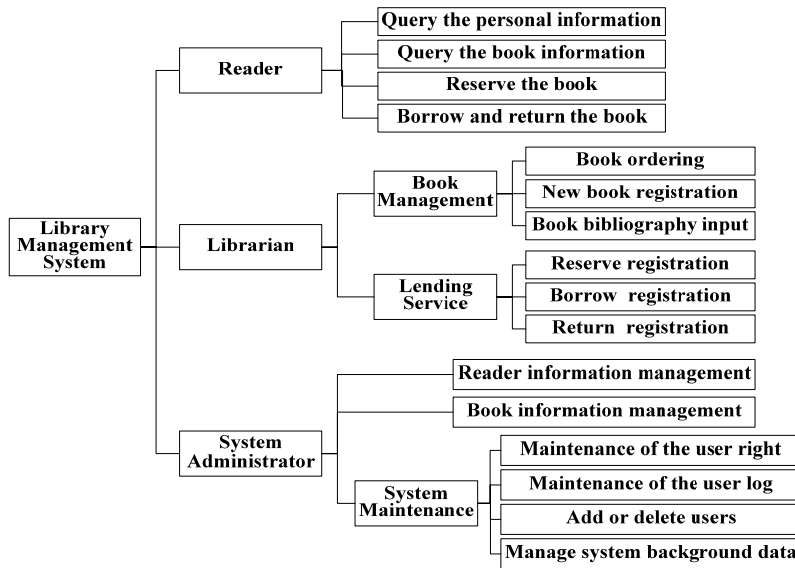 Library
Management
System
Reader
Query the personal information
Query the book information
Reserve the book
Borrow and return the book
Librarian
Book
Management
Book ordering
New book registration
Book bibliography input
Lending
Service
Reserve registration
Borrow registration
Return registration
System
Administrator
Reader information management
Book information management
System
Maintenance
Maintenance of the user right
Maintenance of the user log
Add or delete users
Manage system background data